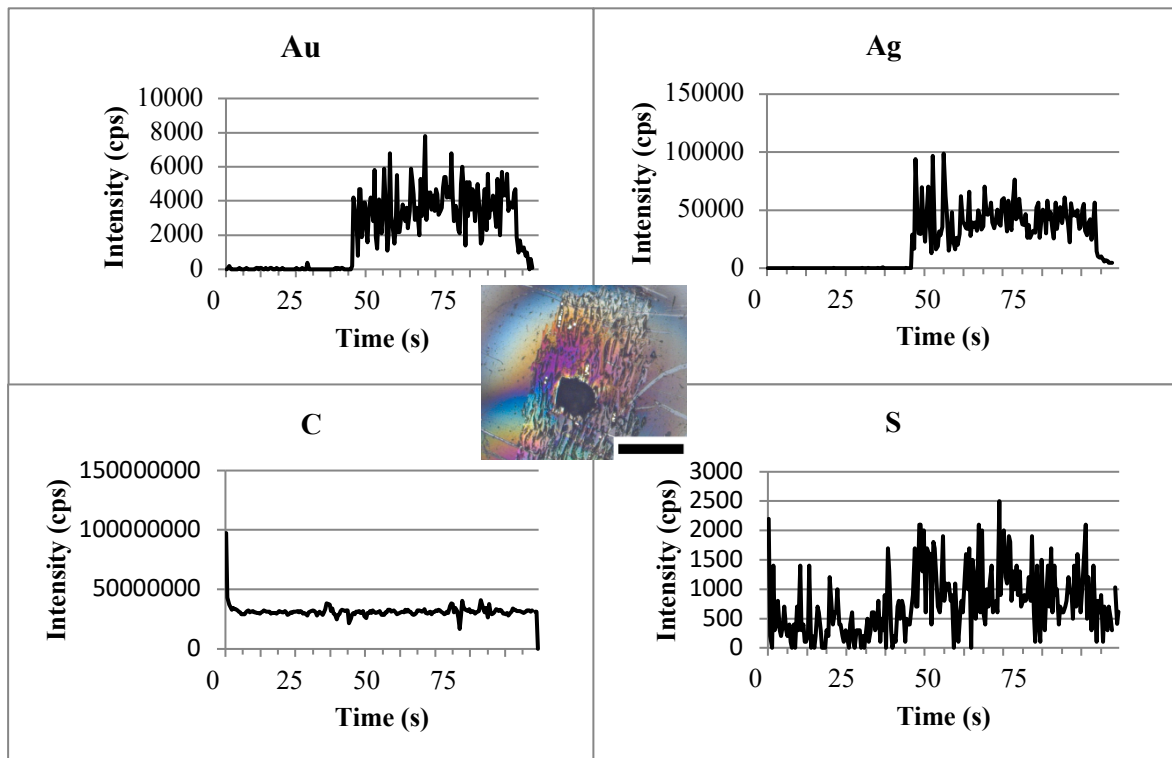 Au
Intensity (cps)
10000
8000
6000
4000
2000
0
0 25 50 75
Time (s)
Ag
Intensity (cps)
150000
100000
50000
0
0 25 50 75
Time (s)
C
Intensity (cps)
150000000
100000000
50000000
0
0 25 50 75
Time (s)
S
Intensity (cps)
3000
2500
2000
1500
1000
500
0
0 25 50 75
Time (s)